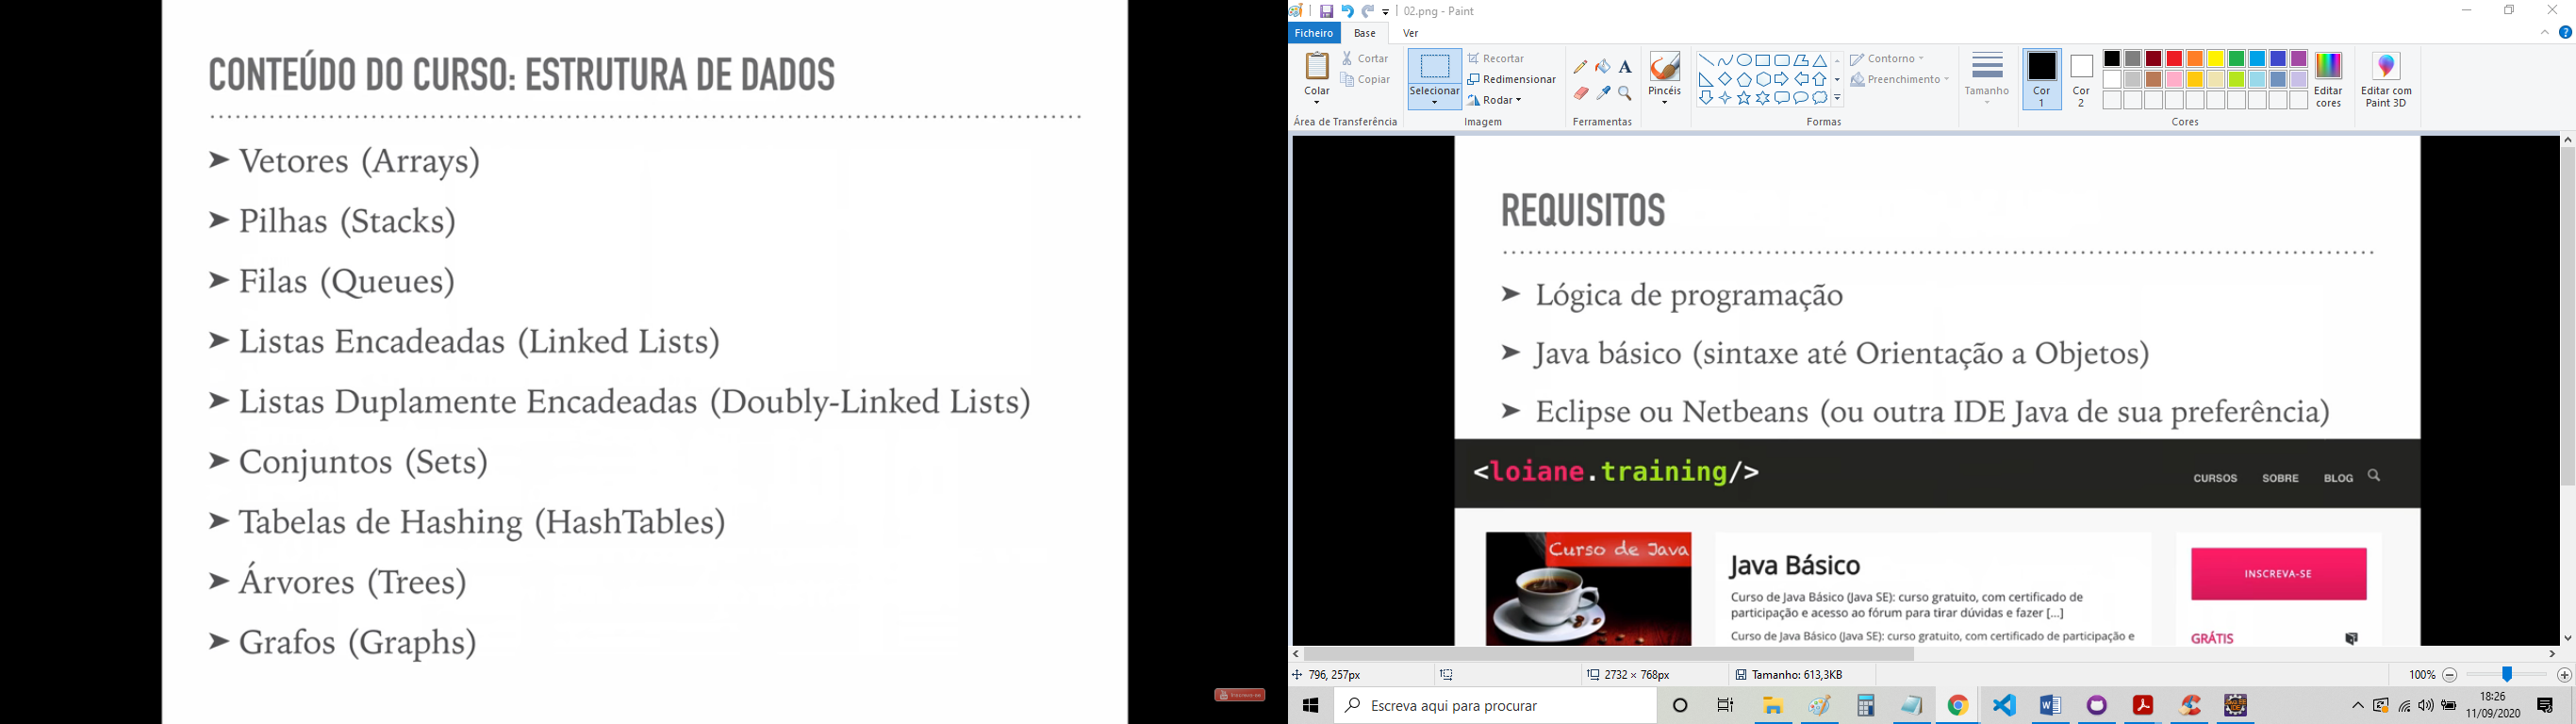 CONTEÚDO DO CURSO: ESTRUTURA DE DADOS
➤ Vetores (Arrays)
➤ Pilhas (Stacks)
➤ Filas (Queues)
➤ Listas Encadeadas (Linked Lists)
➤ Listas Duplamente Encadeadas (Doubly-Linked Lists)
➤ Conjuntos (Sets)
➤ Tabelas de Hashing (HashTables)
➤ Árvores (Trees)
➤ Grafos (Graphs)
02.png - Paint
Ficheiro Base Ver
Colar
Cortar
Copiar
Área de Transferência
Selecionar
Recortar
Redimensionar
Rodar
Imagem
Ferramentas
Pincéis
Contorno
Preenchimento
Formas
Tamanho
Cor 1
Cor 2
Editar cores
Cores
Editar com Paint 3D
REQUISITOS
➤ Lógica de programação
➤ Java básico (sintaxe até Orientação a Objetos)
➤ Eclipse ou Netbeans (ou outra IDE Java de sua preferência)
<loiane.training/>
CURSOS SOBRE BLOG
Curso de Java
Java Básico
Curso de Java Básico (Java SE): curso gratuito, com certificado de
participação e acesso ao fórum para tirar dúvidas e fazer [...]
Curso de Java Básico (Java SE): curso gratuito, com certificado de participação e
INSCREVA-SE
GRÁTIS
796, 257px
2732 × 768px
Tamanho: 613,3KB
100%
Escreva aqui para procurar
18:26
11/09/2020